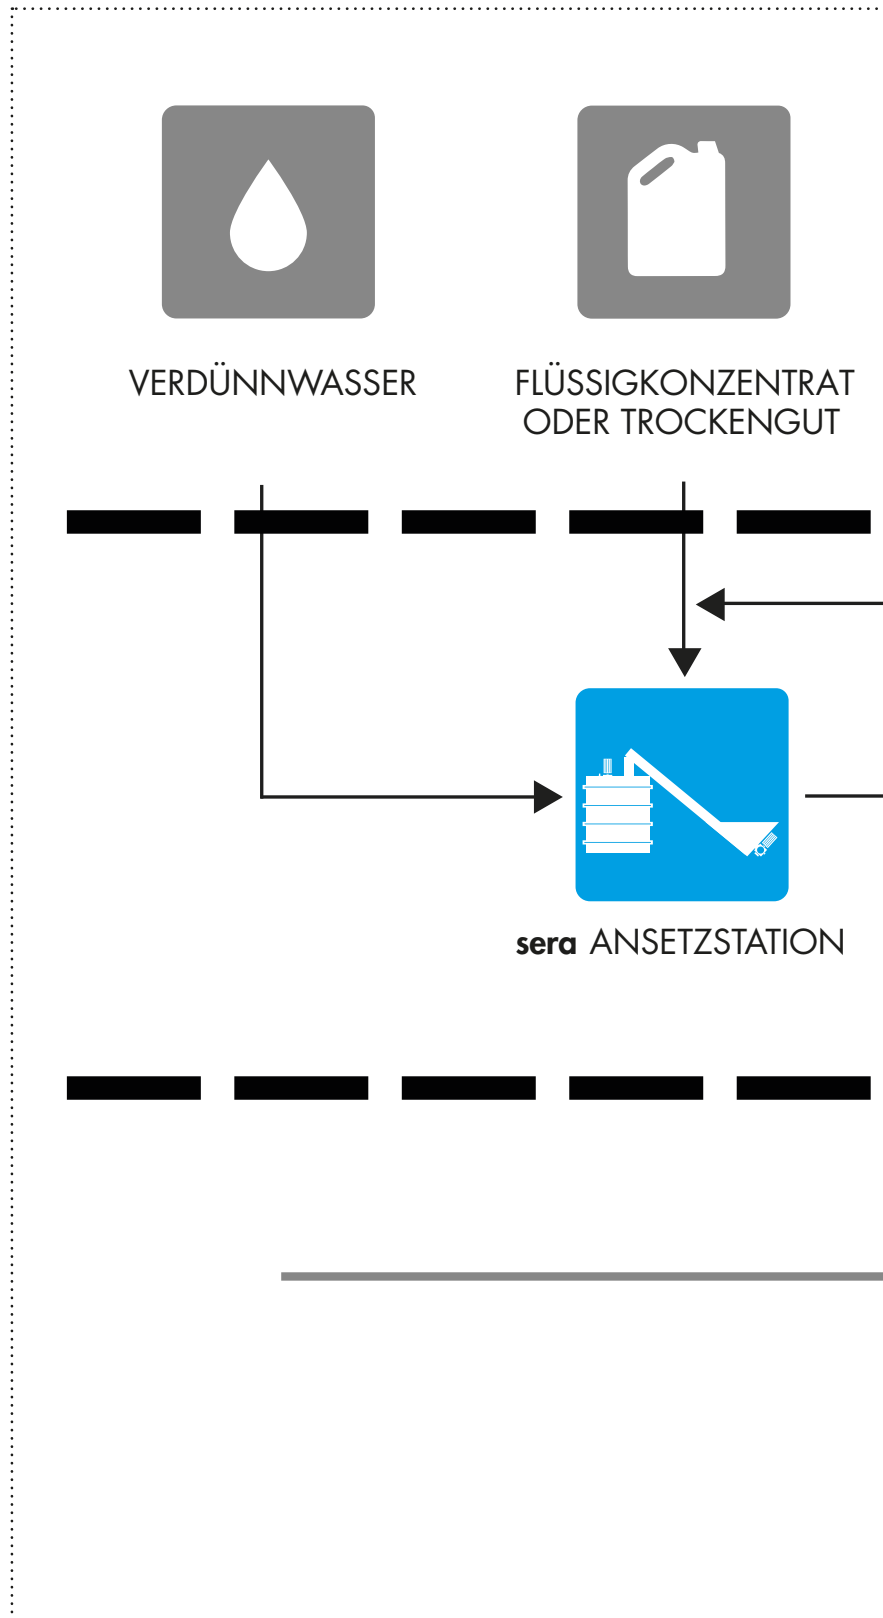 VERDÜNNWASSER
FLÜSSIGKONZENTRAT
ODER TROCKENGUT
sera ANSETZSTATION